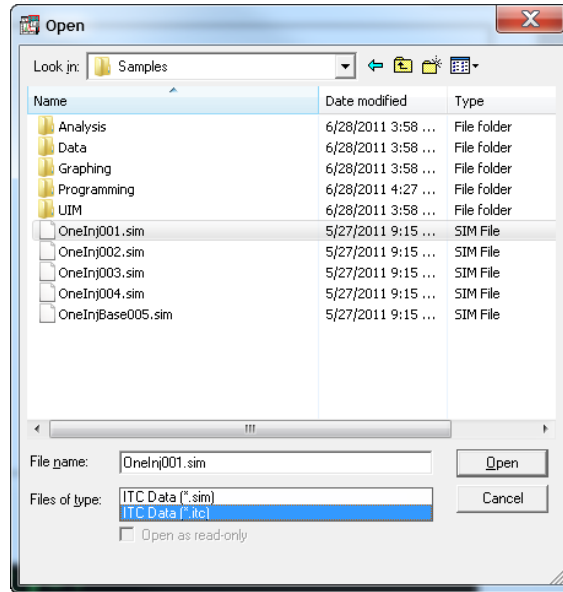 Open
Look in: Samples
Name Date modified Type
Analysis 6/28/2011 3:58 ... File folder
Data 6/28/2011 3:58 ... File folder
Graphing 6/28/2011 3:58 ... File folder
Programming 6/28/2011 4:27 ... File folder
UIM 6/28/2011 3:58 ... File folder
OneInj001.sim 5/27/2011 9:15 ... SIM File
OneInj002.sim 5/27/2011 9:15 ... SIM File
OneInj003.sim 5/27/2011 9:15 ... SIM File
OneInj004.sim 5/27/2011 9:15 ... SIM File
OneInjBase005.sim 5/27/2011 9:15 ... SIM File
File name: OneInj001.sim Open
Files of type: ITC Data (*.sim) Cancel
ITC Data (*.itc)
Open as read-only